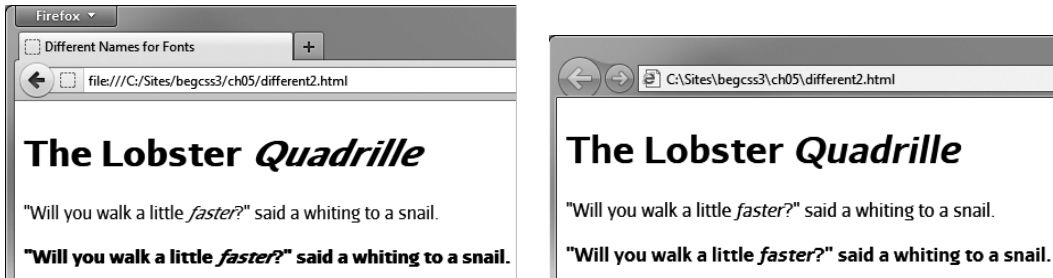 Firefox
Different Names for Fonts
+
file:///C:/Sites/begcss3/ch05/different2.html
The Lobster Quadrille
"Will you walk a little faster?" said a whiting to a snail.
"Will you walk a little faster?" said a whiting to a snail.
C:\Sites\begcss3\ch05\different2.html
The Lobster Quadrille
"Will you walk a little faster?" said a whiting to a snail.
"Will you walk a little faster?" said a whiting to a snail.